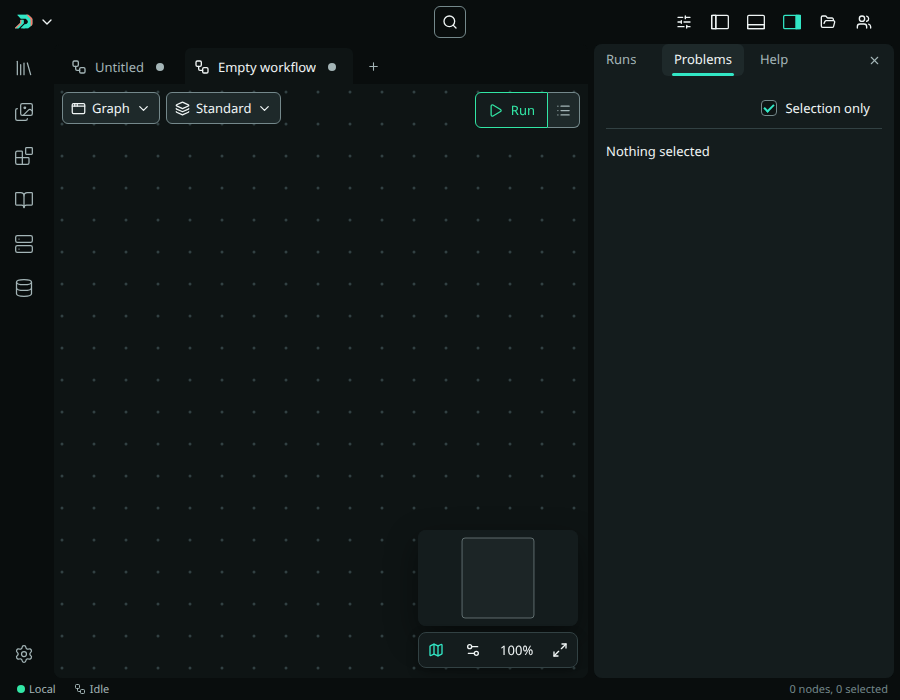 Untitled
Empty workflow
Graph
Standard
Run
Runs
Problems
Help
Selection only
Nothing selected
100%
Local
Idle
0 nodes, 0 selected